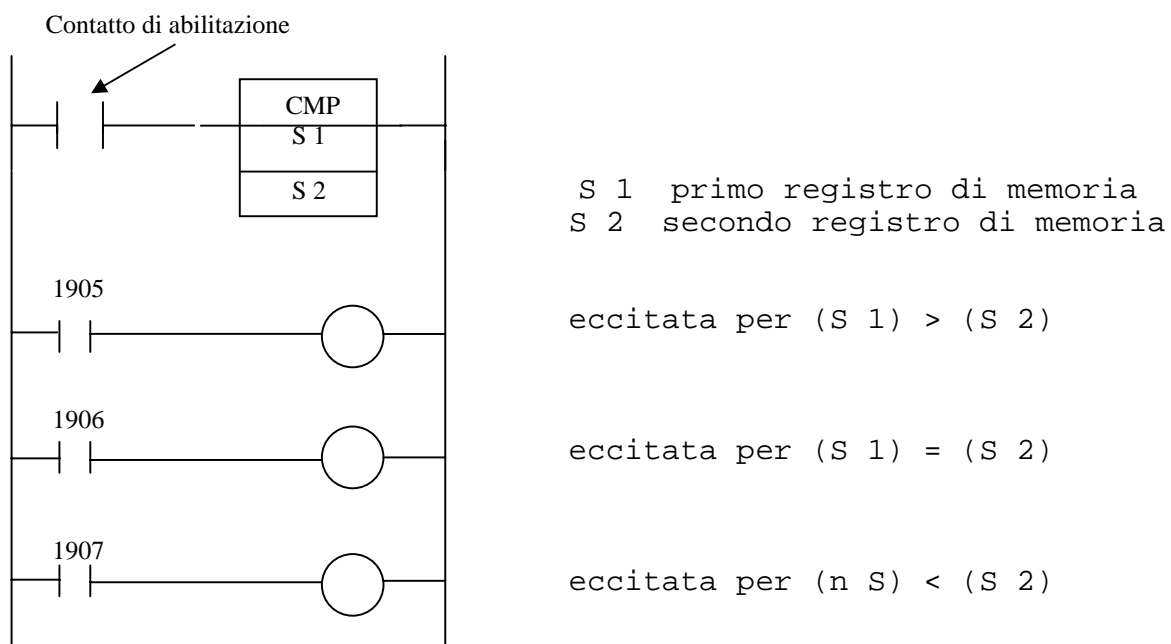 Contatto di abilitazione
CMP
S 1
S 2
S 1 primo registro di memoria
S 2 secondo registro di memoria
1905
eccitata per (S 1) > (S 2)
1906
eccitata per (S 1) = (S 2)
1907
eccitata per (n S) < (S 2)